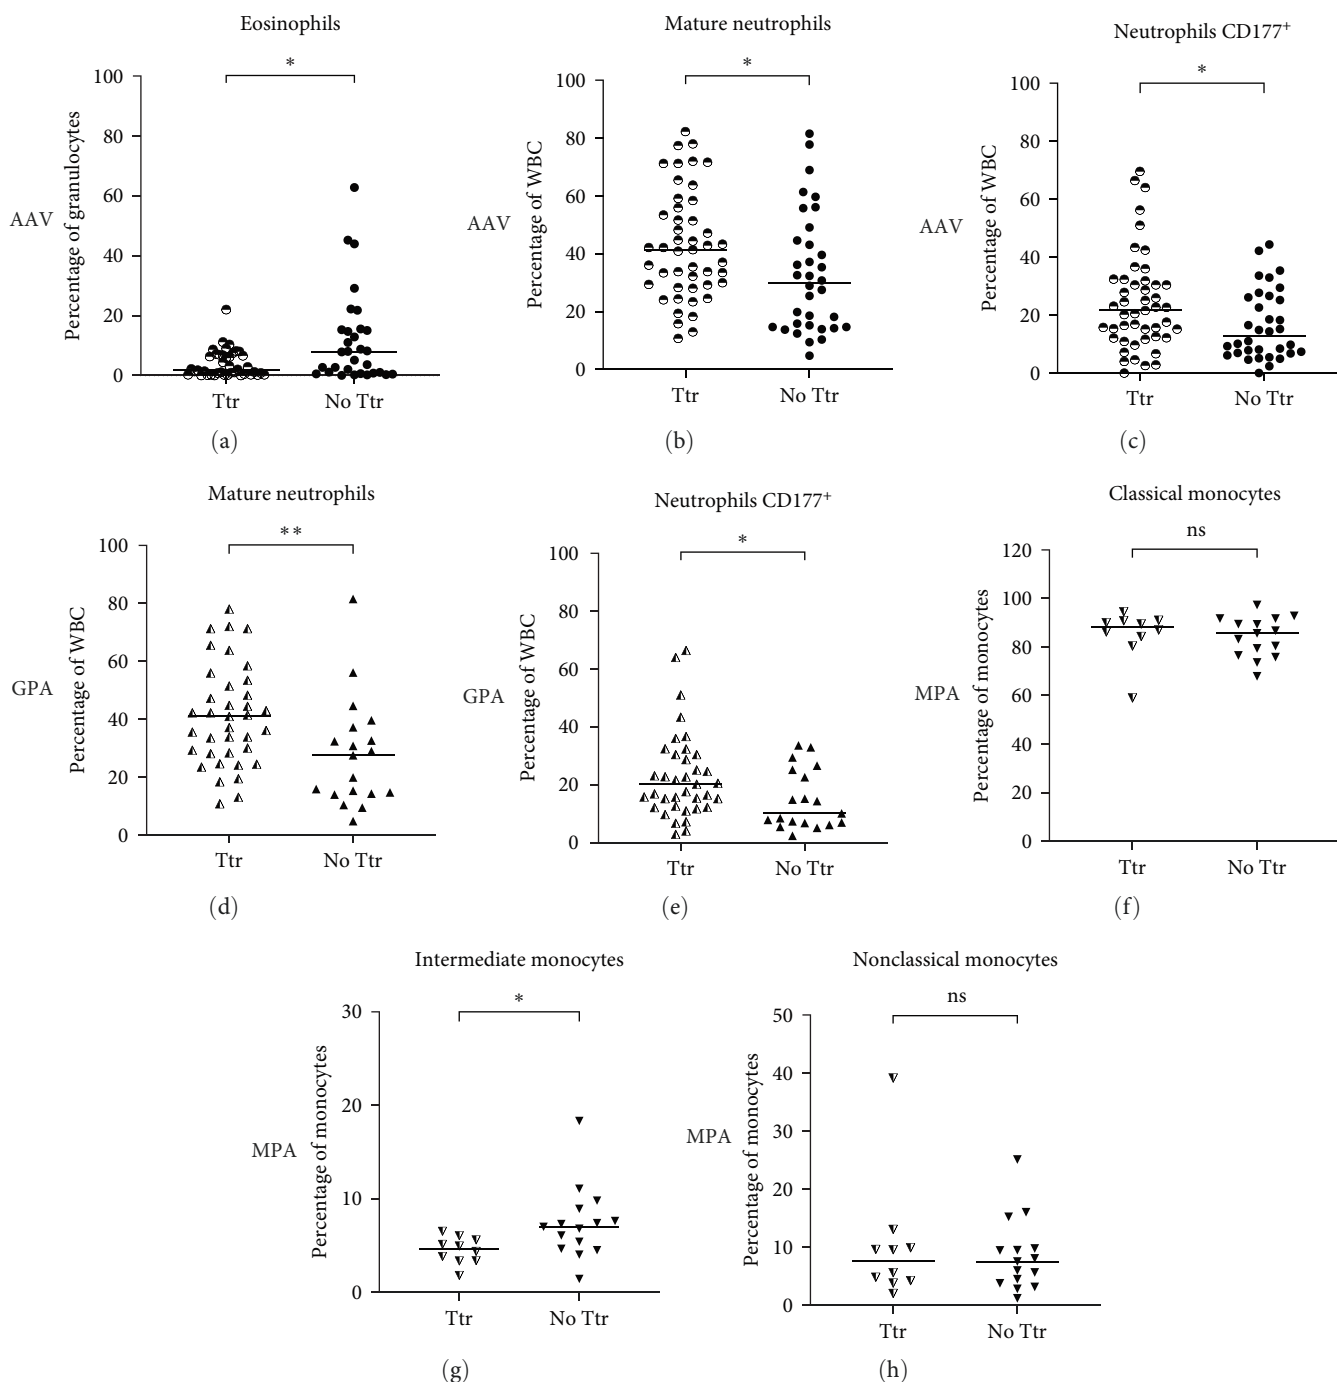 Eosinophils
*
100
80
60
40
20
0
AAV
Percentage of granulocytes
Ttr
No Ttr
(a)
Mature neutrophils
*
100
80
60
40
20
0
AAV
Percentage of WBC
Ttr
No Ttr
(b)
Neutrophils CD177+
*
100
80
60
40
20
0
AAV
Percentage of WBC
Ttr
No Ttr
(c)
Mature neutrophils
**
100
80
60
40
20
0
GPA
Percentage of WBC
Ttr
No Ttr
(d)
Neutrophils CD177+
*
100
80
60
40
20
0
GPA
Percentage of WBC
Ttr
No Ttr
(e)
Classical monocytes
ns
120
100
80
60
40
20
0
MPA
Percentage of monocytes
Ttr
No Ttr
(f)
Intermediate monocytes
*
30
20
10
0
MPA
Percentage of monocytes
Ttr
No Ttr
(g)
Nonclassical monocytes
ns
50
40
30
20
10
0
MPA
Percentage of monocytes
Ttr
No Ttr
(h)